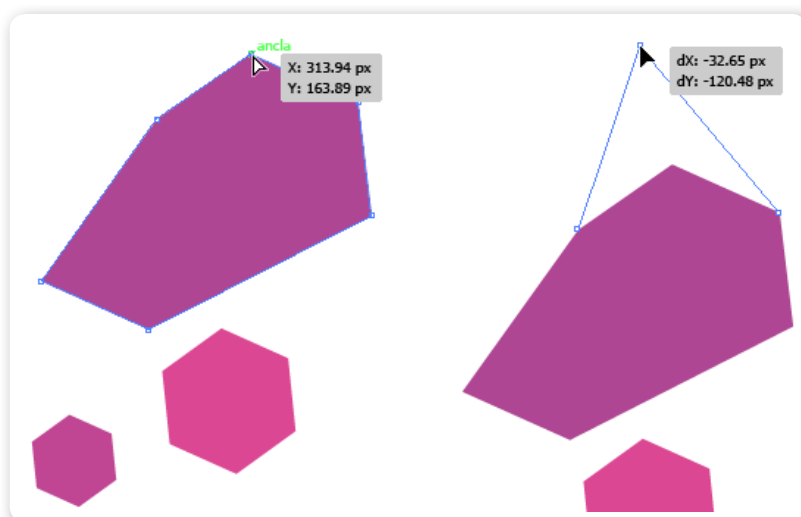 ancla
X: 313.94 px
Y: 163.89 px
dX: -32.65 px
dY: -120.48 px